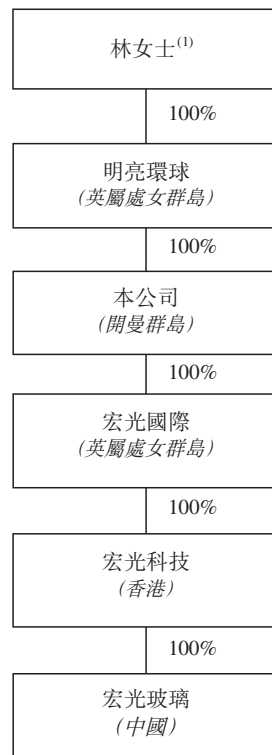 林女士(1)
100%
明亮環球
(英屬處女群島)
100%
本公司
(開曼群島)
100%
宏光國際
(英屬處女群島)
100%
宏光科技
(香港)
100%
宏光玻璃
(中國)